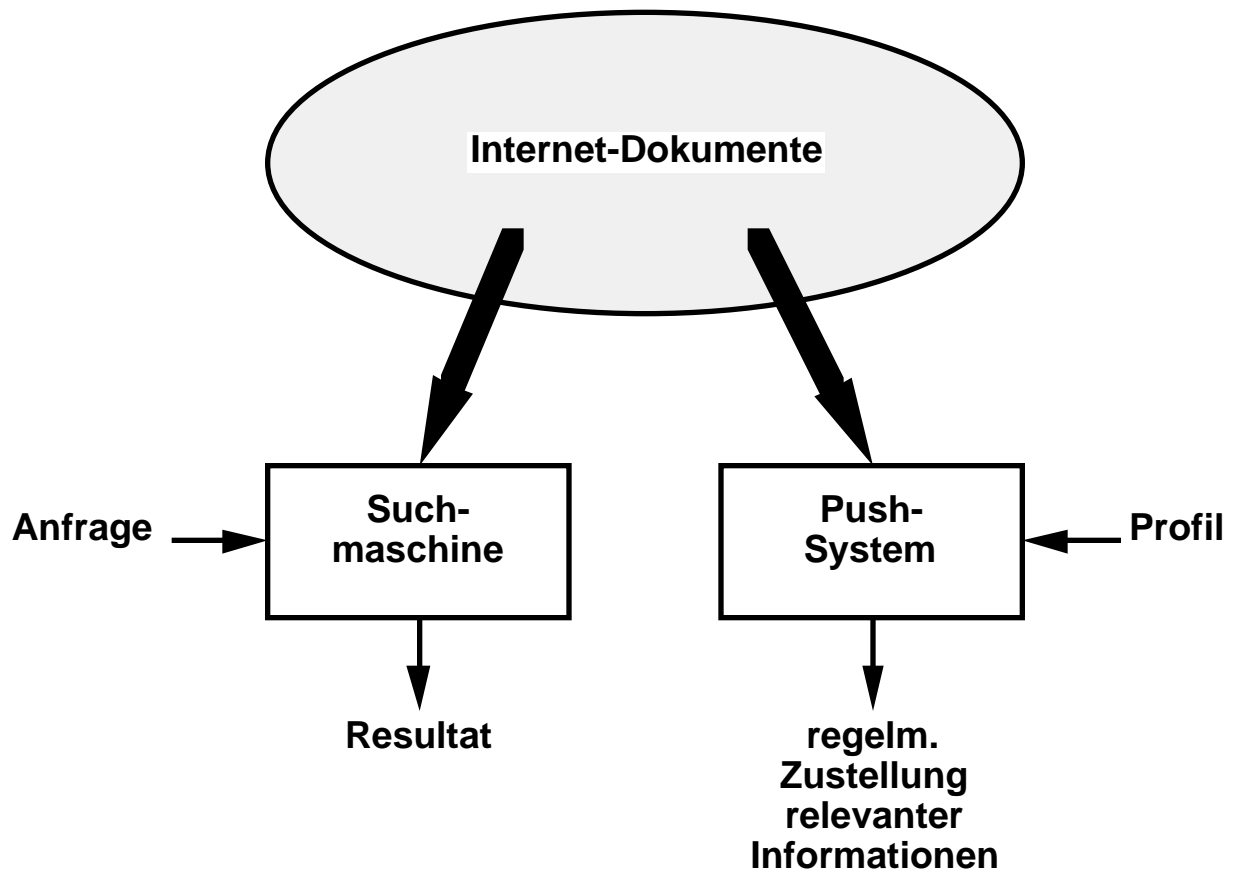 Internet-Dokumente
Anfrage
Such-
maschine
Push-
System
Profil
Resultat
regelm.
Zustellung
relevanter
Informationen